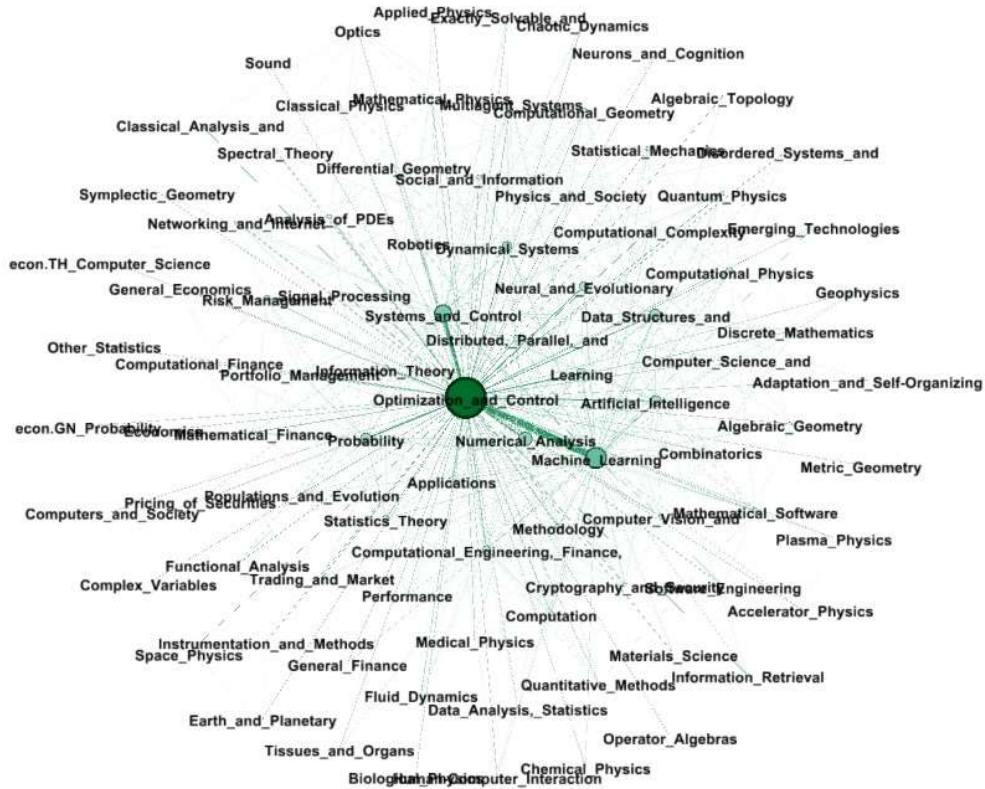 Applied_Physics
Exactly_Solvable_and
Chaotic_Dynamics
Optics
Neurons_and_Cognition
Sound
Mathematical_Physics
Algebraic_Topology
Classical_Physics
Multiagent_Systems
Computational_Geometry
Classical_Analysis_and
Spectral_Theory
Statistical_Mechanics
Disordered_Systems_and
Differential_Geometry
Social_and_Information
Symplectic_Geometry
Physics_and_Society
Quantum_Physics
Networking_and_Internet
Analysis_of_PDEs
Computational_Complexity
Emerging_Technologies
Robotics
Dynamical_Systems
econ.TH_Computer_Science
Computational_Physics
General_Economics
Risk_Management
Signal_Processing
Neural_and_Evolutionary
Geophysics
Systems_and_Control
Data_Structures_and
Discrete_Mathematics
Distributed,_Parallel,_and
Other_Statistics
Computational_Finance
Portfolio_Management
Information_Theory
Computer_Science_and
Learning
Adaptation_and_Self-Organizing
Optimization_and_Control
Artificial_Intelligence
econ.GN_Probability
Economics
Mathematical_Finance
Probability
Numerical_Analysis
Algebraic_Geometry
Machine_Learning
Combinatorics
Metric_Geometry
Applications
Populations_and_Evolution
Pricing_of_Securities
Computers_and_Society
Statistics_Theory
Methodology
Computer_Vision_and
Mathematical_Software
Plasma_Physics
Computational_Engineering,_Finance,
Functional_Analysis
Complex_Variables
Trading_and_Market
Performance
Cryptography_and_Security
Software_Engineering
Accelerator_Physics
Computation
Instrumentation_and_Methods
Space_Physics
General_Finance
Medical_Physics
Materials_Science
Information_Retrieval
Quantitative_Methods
Fluid_Dynamics
Data_Analysis,_Statistics
Earth_and_Planetary
Operator_Algebras
Tissues_and_Organs
Biological_Physics
Human-Computer_Interaction
Chemical_Physics